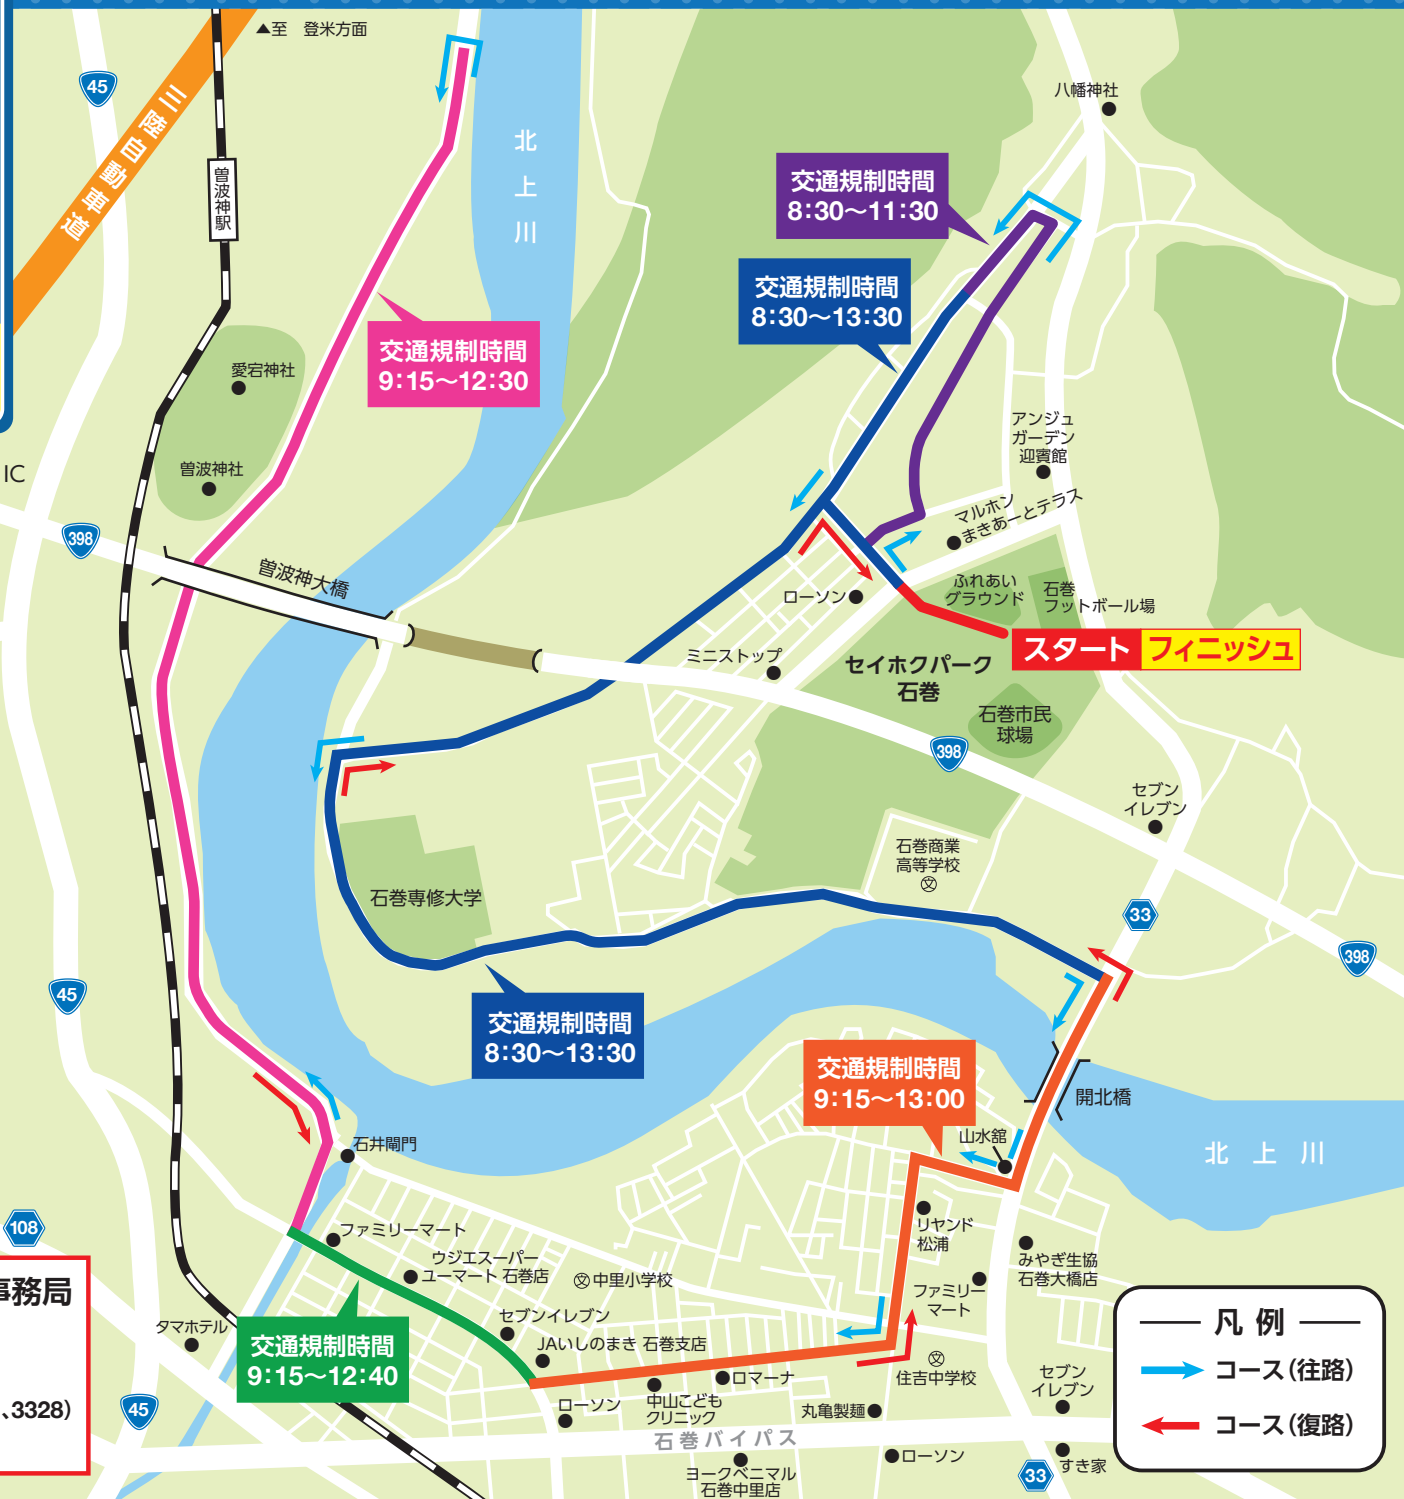 ▲至　登米方面
45
三陸自動車道
曽波神駅
北上川
八幡神社
交通規制時間
8:30〜11:30
交通規制時間
8:30〜13:30
交通規制時間
9:15〜12:30
愛宕神社
曽波神社
IC
398
曽波神大橋
アンジュ
ガーデン
迎賓館
マルホン
まきあーとテラス
ローソン
ふれあい
グラウンド
石巻
フットボール場
スタート
フィニッシュ
ミニストップ
セイホクパーク
石巻
石巻市民
球場
398
セブン
イレブン
石巻商業
高等学校
文
石巻専修大学
33
398
45
交通規制時間
8:30〜13:30
交通規制時間
9:15〜13:00
開北橋
山水館
北上川
石井閘門
108
ファミリーマート
ウジエスーパー
ユーマート 石巻店
文中里小学校
リヤンド
松浦
みやぎ生協
石巻大橋店
ファミリー
マート
事務局
タマホテル
セブンイレブン
JAいしのまき 石巻支店
交通規制時間
9:15〜12:40
文
住吉中学校
ロマーナ
中山こども
クリニック
ローソン
丸亀製麺
セブン
イレブン
、3328)
45
石巻バイパス
ヨークベニマル
石巻中里店
ローソン
33
すき家
凡例
コース(往路)
コース(復路)